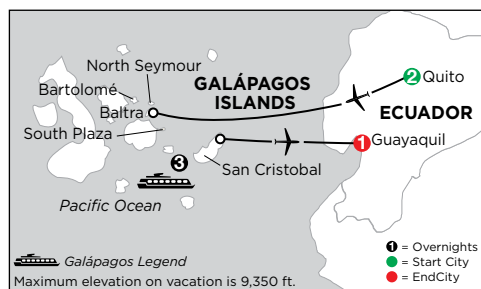 North Seymour
Bartolomé
Baltra
South Plaza
GALÁPAGOS
ISLANDS
2 Quito
ECUADOR
1 Guayaquil
San Cristobal
3
Pacific Ocean
Galápagos Legend
Maximum elevation on vacation is 9,350 ft.
1 = Overnights
= Start City
= EndCity